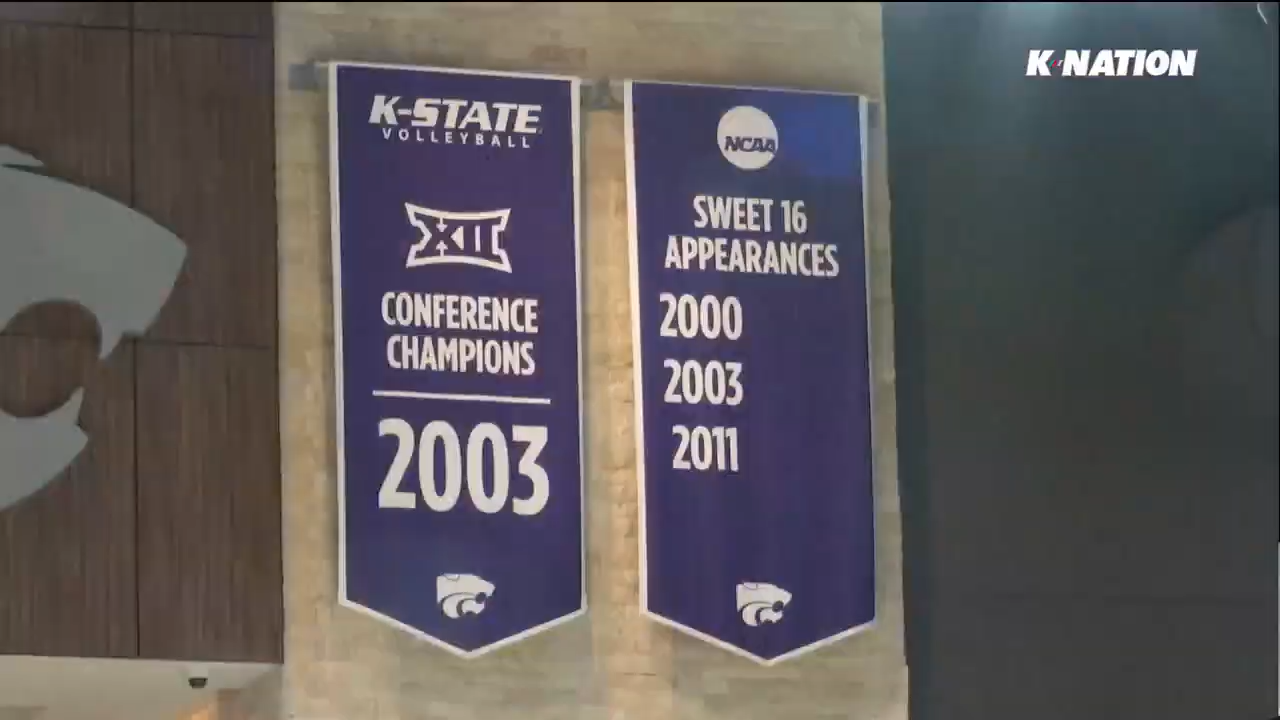 K-NATION
K-STATE
VOLLEYBALL
XII
CONFERENCE
CHAMPIONS
2003
NCAA
SWEET 16
APPEARANCES
2000
2003
2011